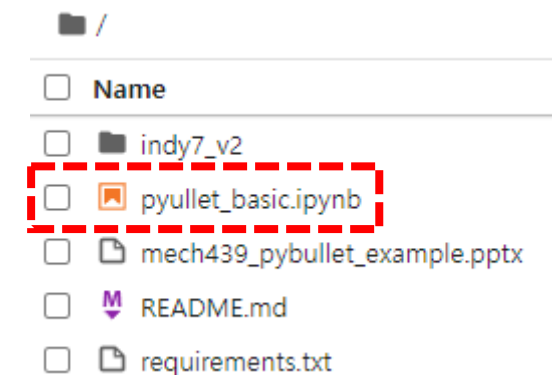 /
Name
indy7_v2
pyullet_basic.ipynb
mech439_pybullet_example.pptx
M README.md
requirements.txt